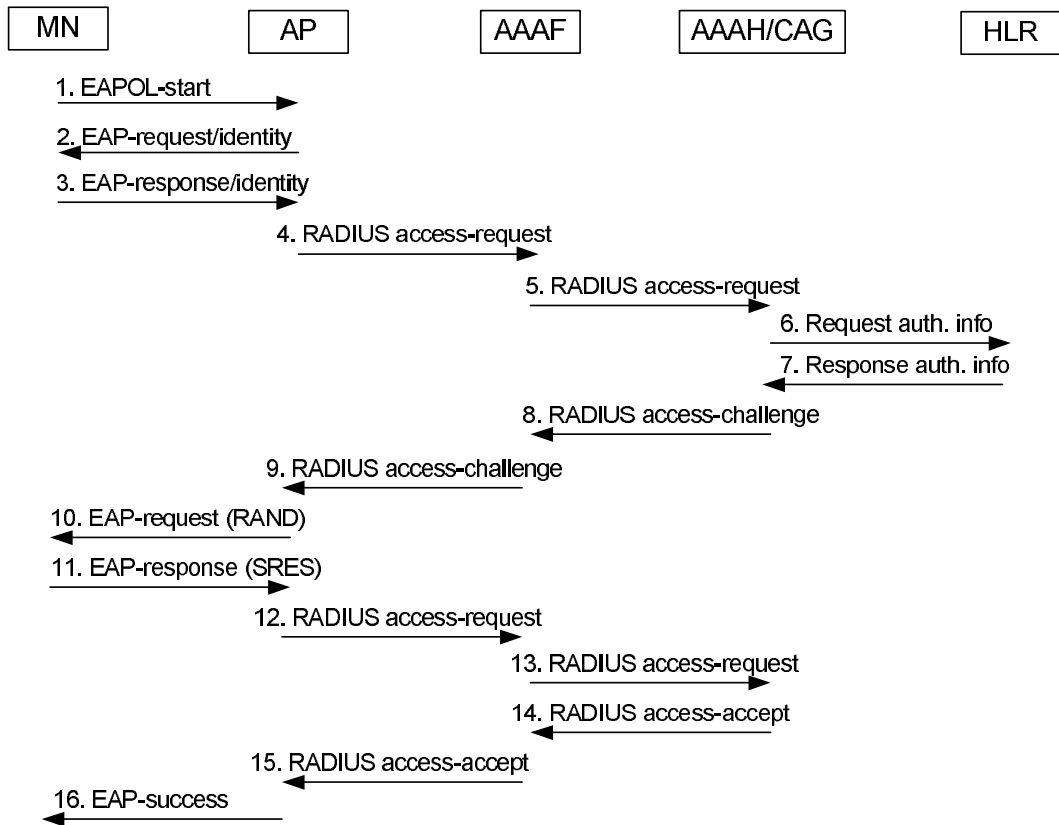 MN
AP
AAAF
AAAH/CAG
HLR
1. EAPOL-start
2. EAP-request/identity
3. EAP-response/identity
4. RADIUS access-request
5. RADIUS access-request
6. Request auth. info
7. Response auth. info
8. RADIUS access-challenge
9. RADIUS access-challenge
10. EAP-request (RAND)
11. EAP-response (SRES)
12. RADIUS access-request
13. RADIUS access-request
14. RADIUS access-accept
15. RADIUS access-accept
16. EAP-success